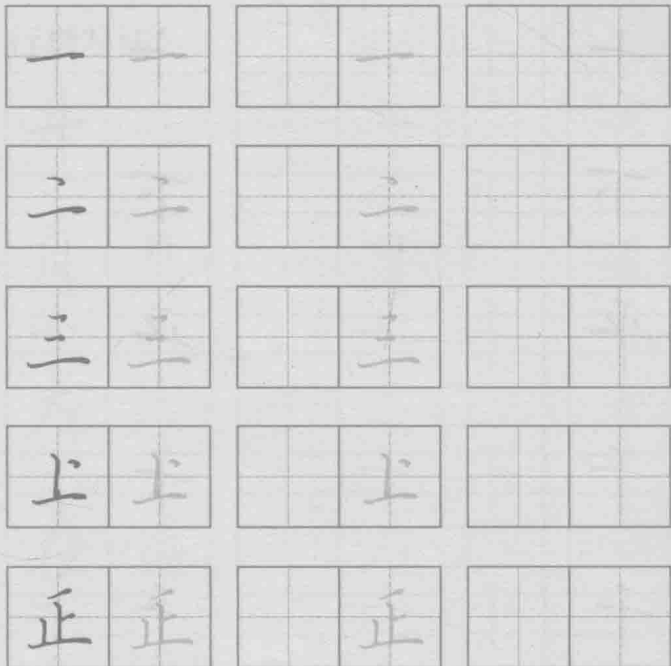 一 一 一
二 二 二
三 三 三
上 上 上
正 正 正